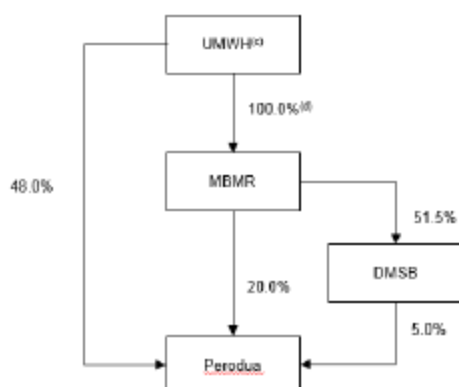 UMWH(c)
100.0%(d)
48.0%
MBMR
51.5%
DMSB
20.0%
5.0%
Perodua